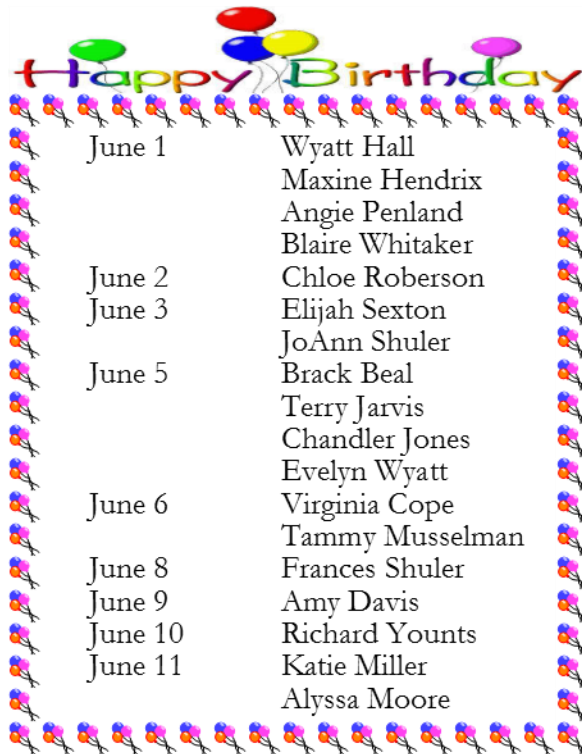 Happy Birthday
June 1 Wyatt Hall
Maxine Hendrix
Angie Penland
Blaire Whitaker
June 2 Chloe Roberson
June 3 Elijah Sexton
JoAnn Shuler
June 5 Brack Beal
Terry Jarvis
Chandler Jones
Evelyn Wyatt
June 6 Virginia Cope
Tammy Musselman
June 8 Frances Shuler
June 9 Amy Davis
June 10 Richard Younts
June 11 Katie Miller
Alyssa Moore